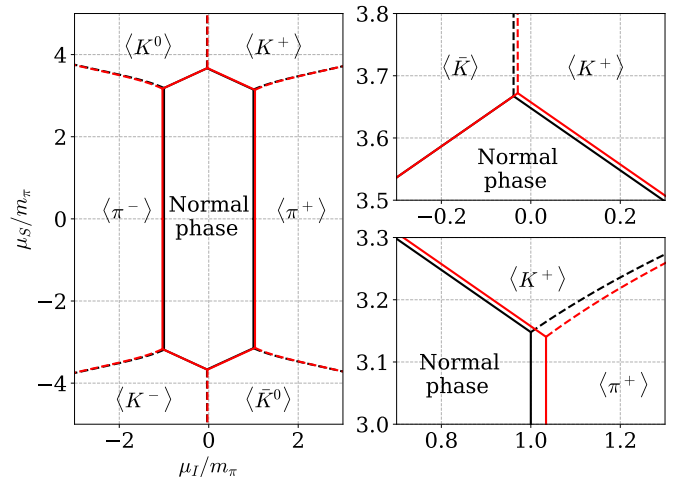 4
2
0
−2
−4
μ_S/m_π
⟨K⁰⟩
⟨K⁺⟩
⟨π⁻⟩
Normal
phase
⟨π⁺⟩
⟨K⁻⟩
⟨K̄⁰⟩
−2
0
2
μ_I/m_π
3.8
3.7
3.6
3.5
⟨K̄⟩
⟨K⁺⟩
Normal
phase
−0.2
0.0
0.2
3.3
3.2
3.1
3.0
⟨K⁺⟩
Normal
phase
⟨π⁺⟩
0.8
1.0
1.2